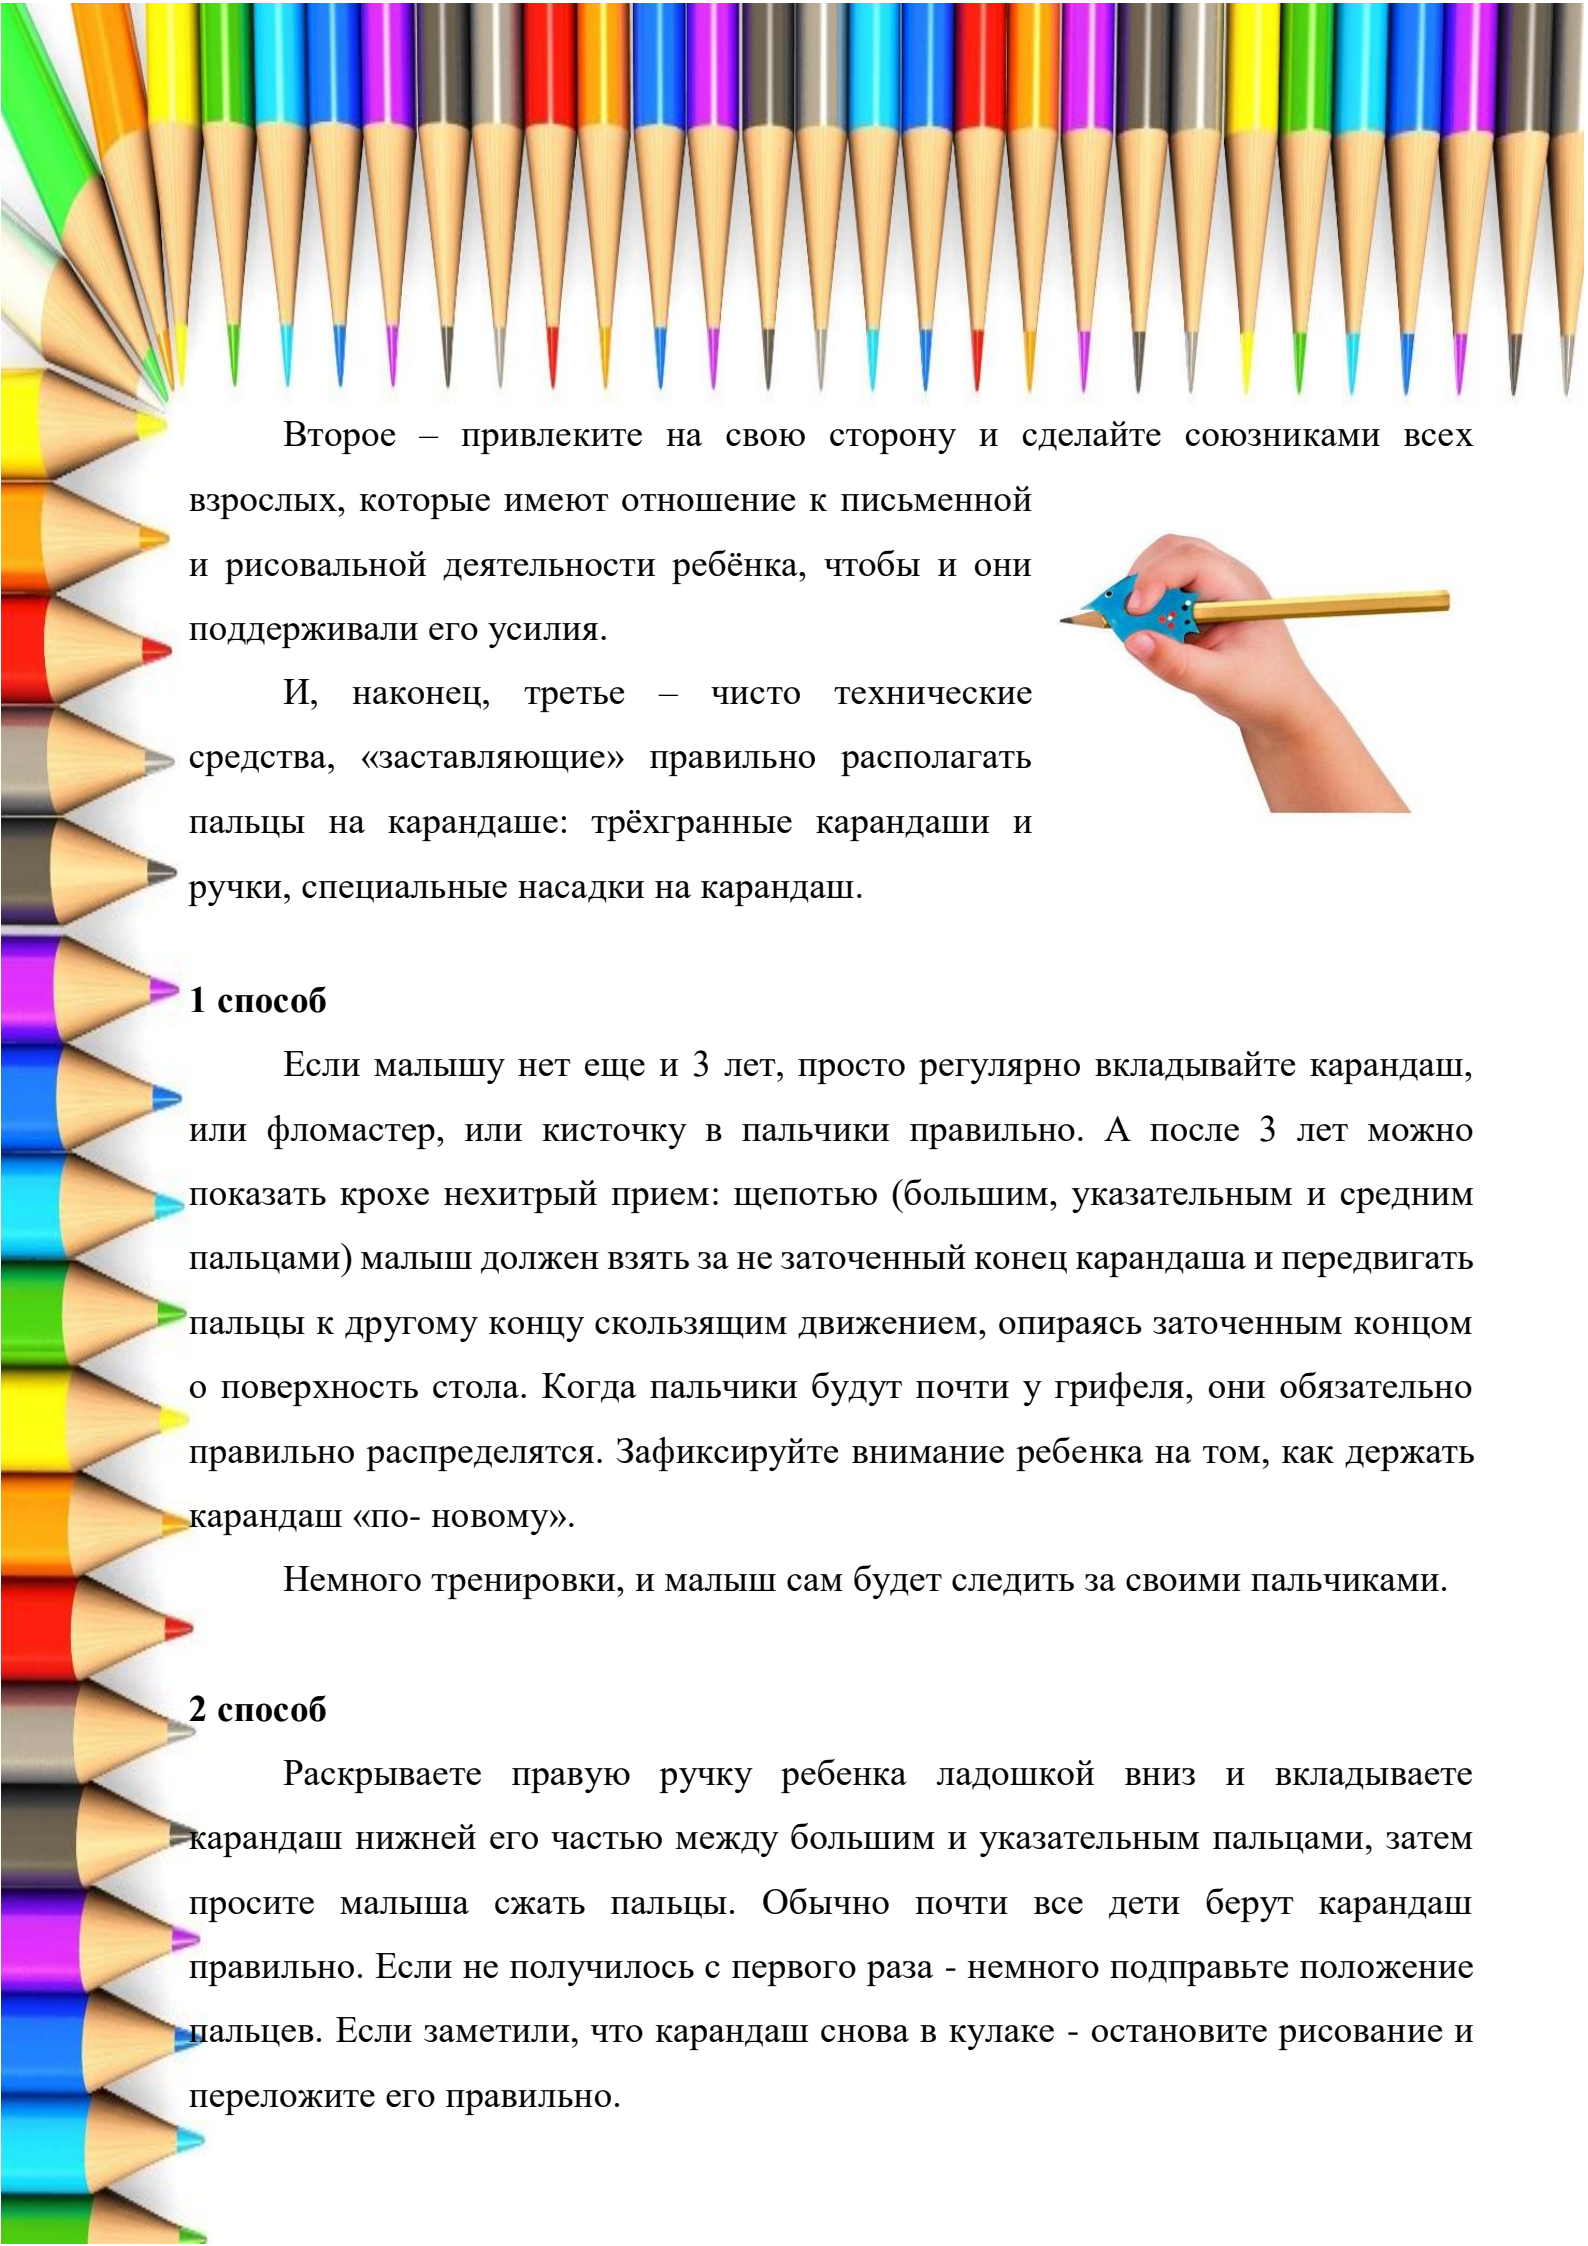 Второе – привлеките на свою сторону и сделайте союзниками всех
взрослых, которые имеют отношение к письменной
и рисовальной деятельности ребёнка, чтобы и они
поддерживали его усилия.
И, наконец, третье – чисто технические
средства, «заставляющие» правильно располагать
пальцы на карандаше: трёхгранные карандаши и
ручки, специальные насадки на карандаш.
1 способ
Если малышу нет еще и 3 лет, просто регулярно вкладывайте карандаш,
или фломастер, или кисточку в пальчики правильно. А после 3 лет можно
показать крохе нехитрый прием: щепотью (большим, указательным и средним
пальцами) малыш должен взять за не заточенный конец карандаша и передвигать
пальцы к другому концу скользящим движением, опираясь заточенным концом
о поверхность стола. Когда пальчики будут почти у грифеля, они обязательно
правильно распределятся. Зафиксируйте внимание ребенка на том, как держать
карандаш «по- новому».
Немного тренировки, и малыш сам будет следить за своими пальчиками.
2 способ
Раскрываете правую ручку ребенка ладошкой вниз и вкладываете
карандаш нижней его частью между большим и указательным пальцами, затем
просите малыша сжать пальцы. Обычно почти все дети берут карандаш
правильно. Если не получилось с первого раза - немного подправьте положение
пальцев. Если заметили, что карандаш снова в кулаке - остановите рисование и
переложите его правильно.